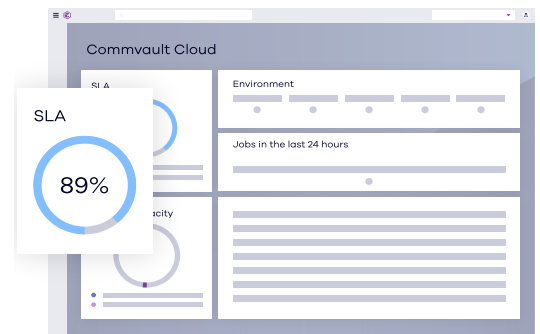 Commvault Cloud
SLA
Environment
SLA
89%
Jobs in the last 24 hours
acity